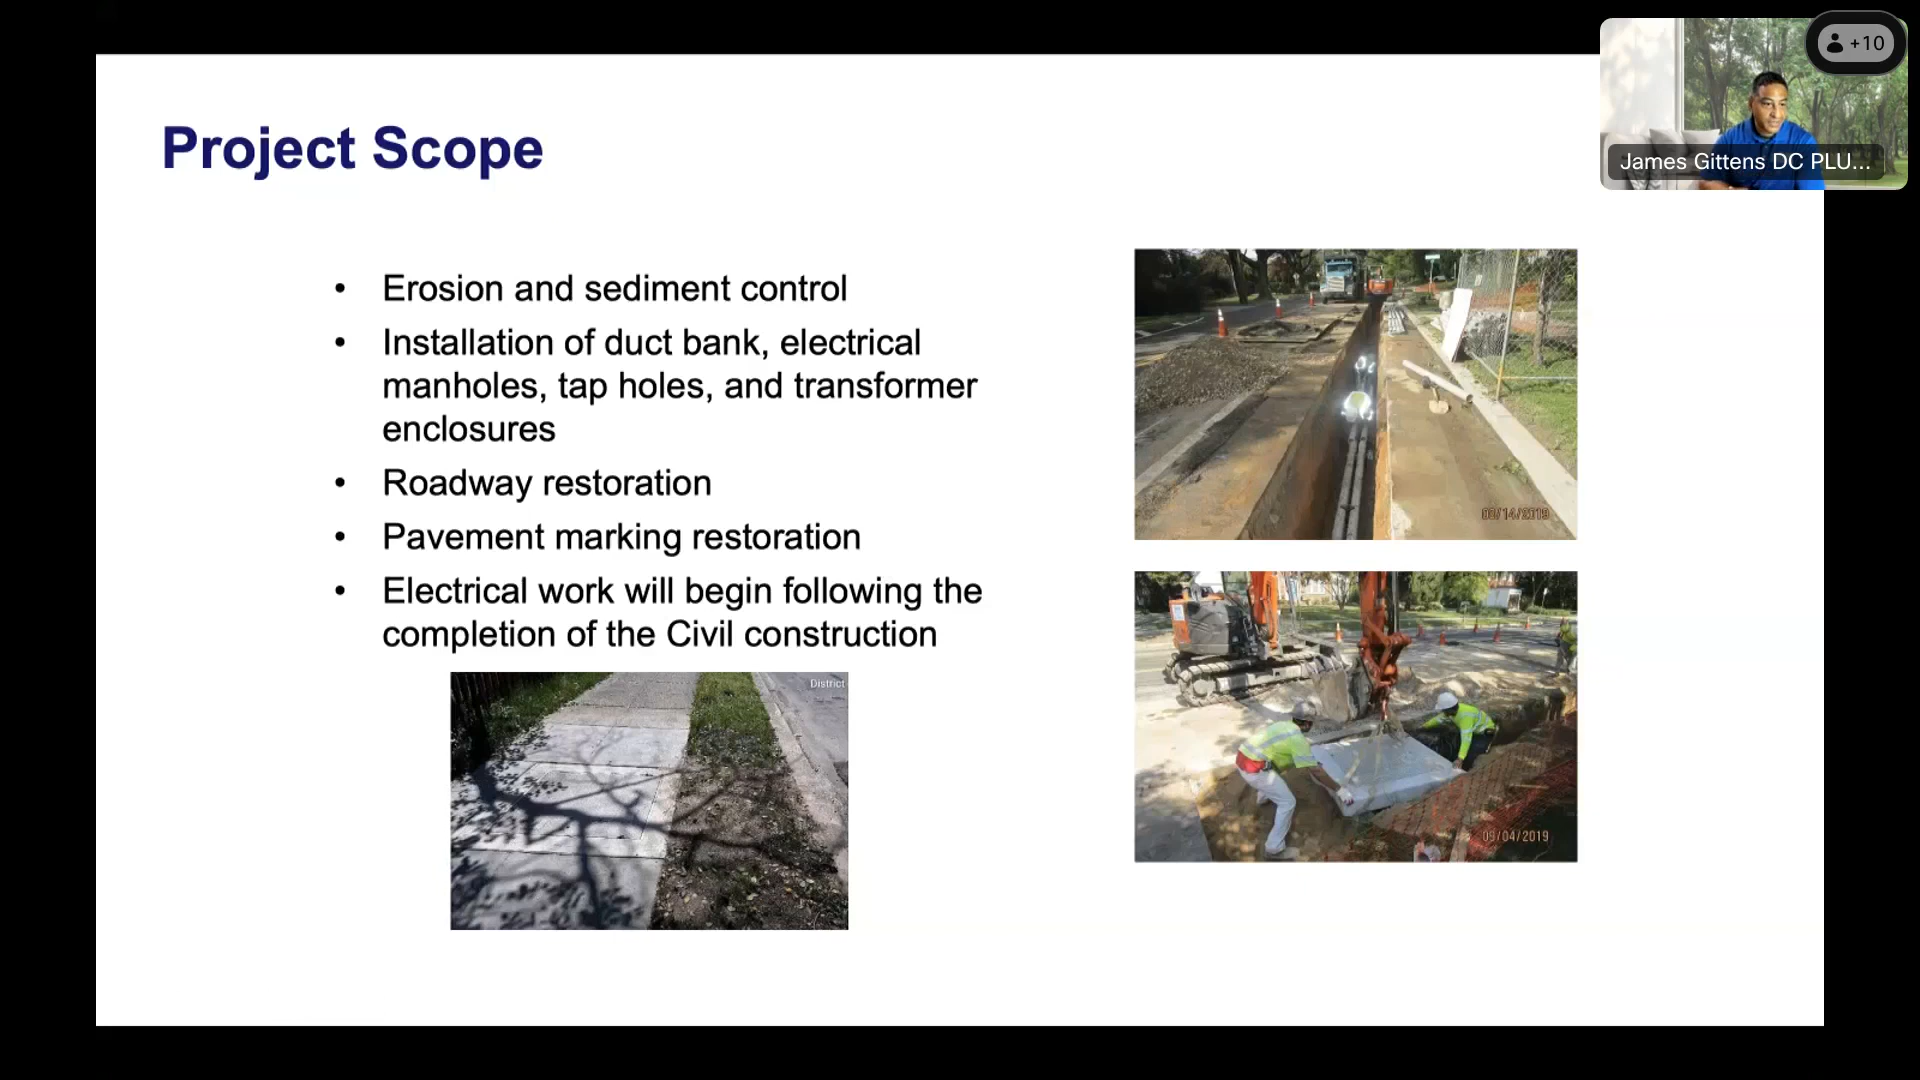 Project Scope
+10
James Gittens DC PLU...
• Erosion and sediment control
• Installation of duct bank, electrical
manholes, tap holes, and transformer
enclosures
• Roadway restoration
• Pavement marking restoration
• Electrical work will begin following the
completion of the Civil construction
District
09/04/2019